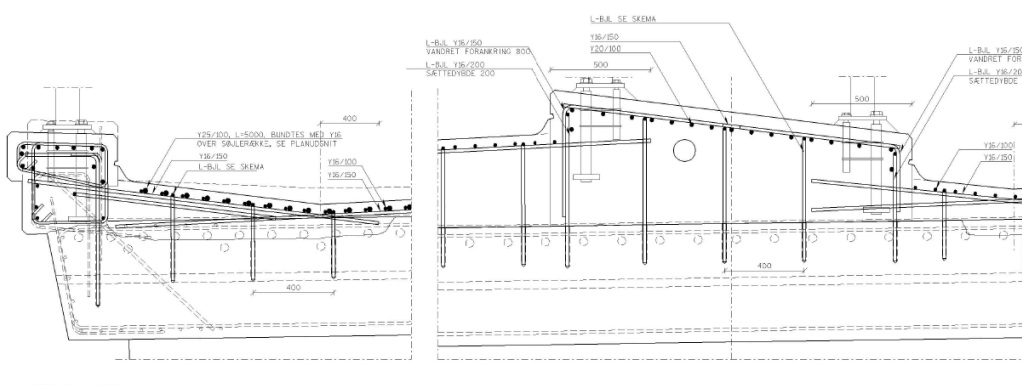 L-BJL SE SKEMA
L-BJL Y16/150
VANDRET FORANKRING 800
L-BJL Y16/200
SÆTTEDYBDE 200
Y16/150
Y20/100
500
L-BJL Y16/150
VANDRET FOR
L-BJL Y16/20
SÆTTEDYBDE
500
400
Y25/100, L=5000. BUNDTES MED Y16
OVER SØJLERÆKKE, SE PLANUDSNIT
Y16/150
L-BJL SE SKEMA
Y16/100
Y16/150
Y16/100
Y16/150
400
400